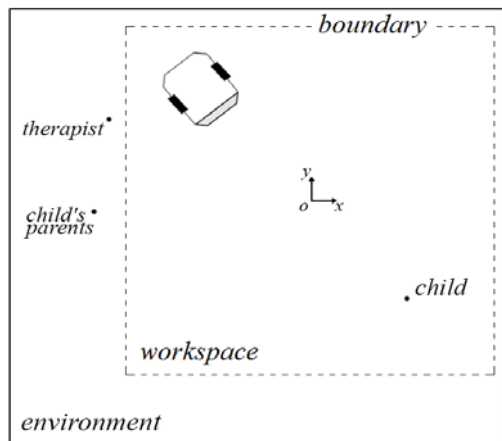 boundary
therapist
child's
parents
y
o
x
child
workspace
environment